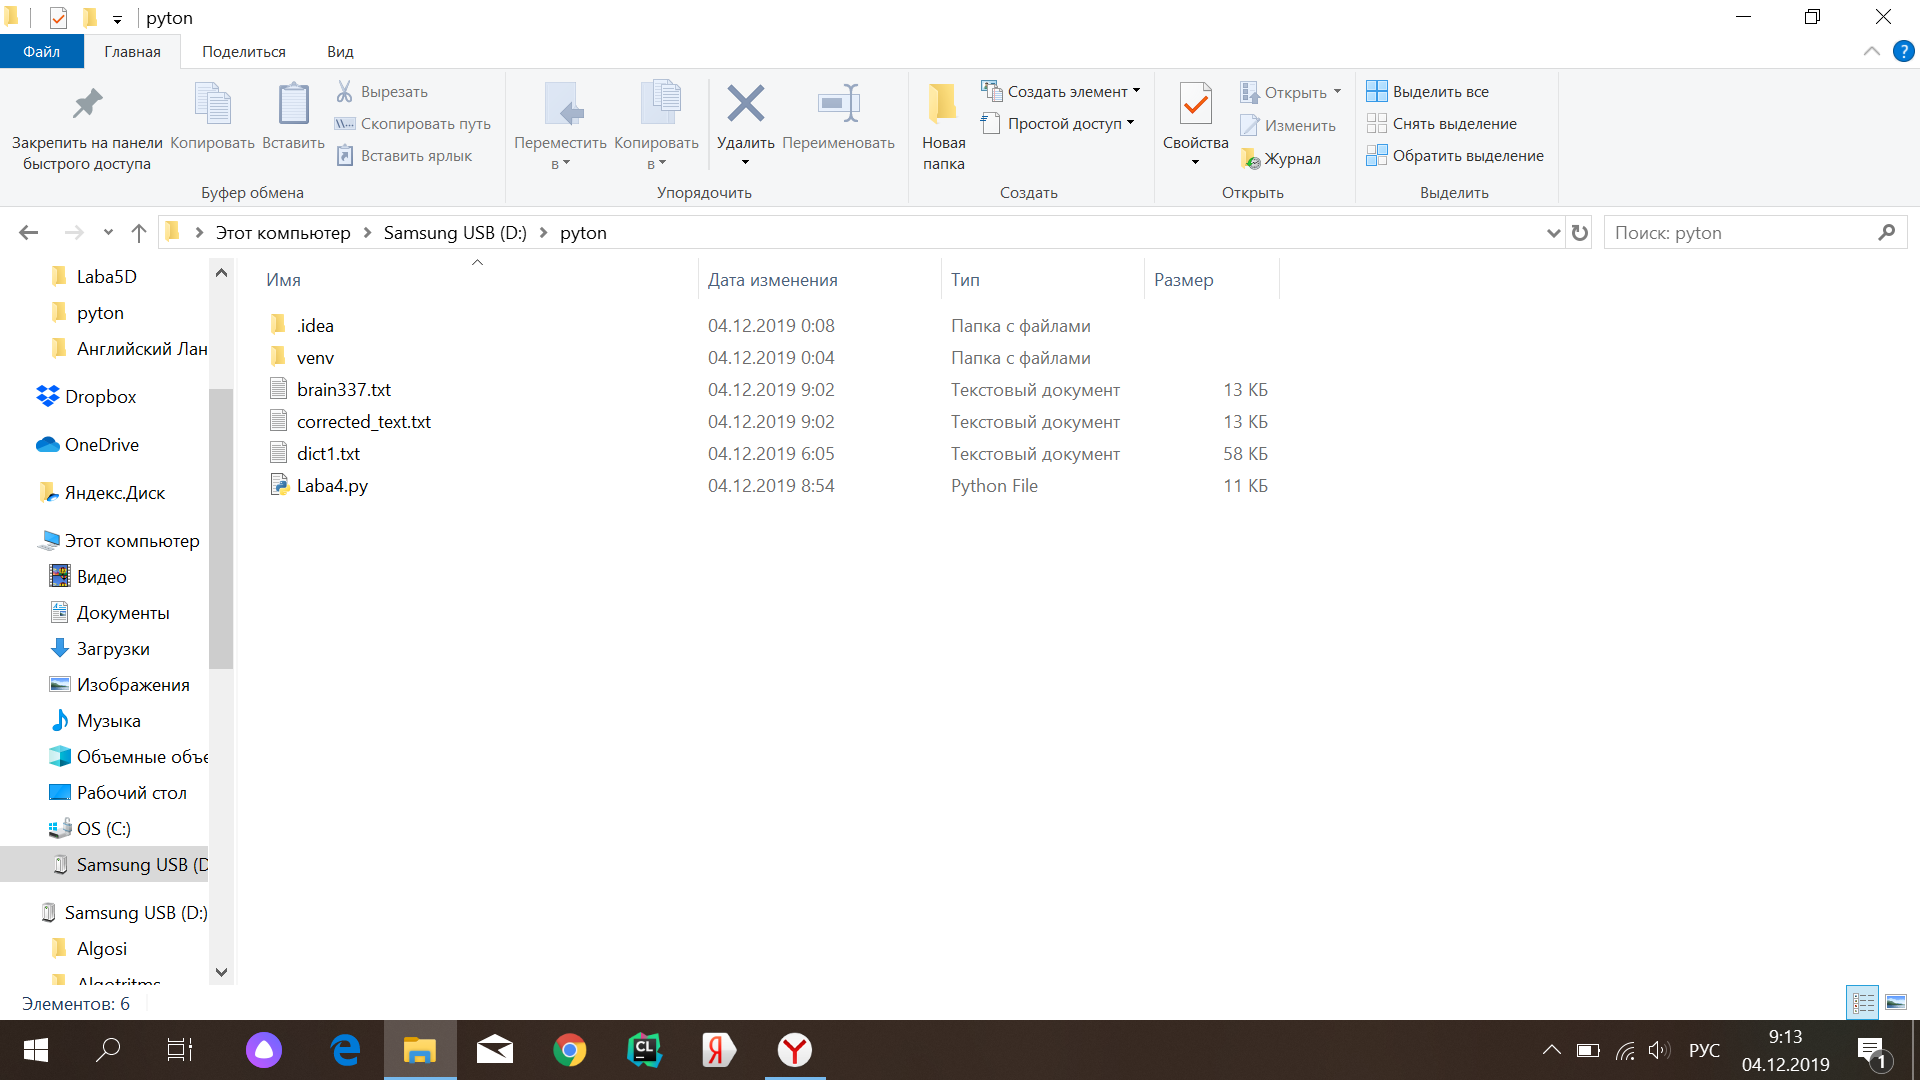 pyton
Файл Главная Поделиться Вид
Закрепить на панели быстрого доступа
Копировать
Вставить
Вырезать
Скопировать путь
Вставить ярлык
Буфер обмена
Переместить в
Копировать в
Удалить
Переименовать
Упорядочить
Новая папка
Создать элемент
Простой доступ
Создать
Свойства
Открыть
Изменить
Журнал
Открыть
Выделить все
Снять выделение
Обратить выделение
Выделить
Этот компьютер Samsung USB (D:) pyton
Поиск: pyton
Laba5D
pyton
Английский Лан
Dropbox
OneDrive
Яндекс.Диск
Этот компьютер
Видео
Документы
Загрузки
Изображения
Музыка
Объемные объе
Рабочий стол
OS (C:)
Samsung USB (D
Samsung USB (D:)
Algosi
Algotritms
Имя Дата изменения Тип Размер
.idea 04.12.2019 0:08 Папка с файлами
venv 04.12.2019 0:04 Папка с файлами
brain337.txt 04.12.2019 9:02 Текстовый документ 13 КБ
corrected_text.txt 04.12.2019 9:02 Текстовый документ 13 КБ
dict1.txt 04.12.2019 6:05 Текстовый документ 58 КБ
Laba4.py 04.12.2019 8:54 Python File 11 КБ
Элементов: 6
CL
Я
РУС
9:13
04.12.2019
1